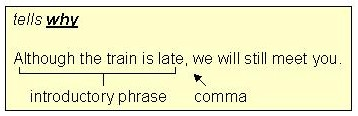 tells why
Although the train is late, we will still meet you.
introductory phrase comma